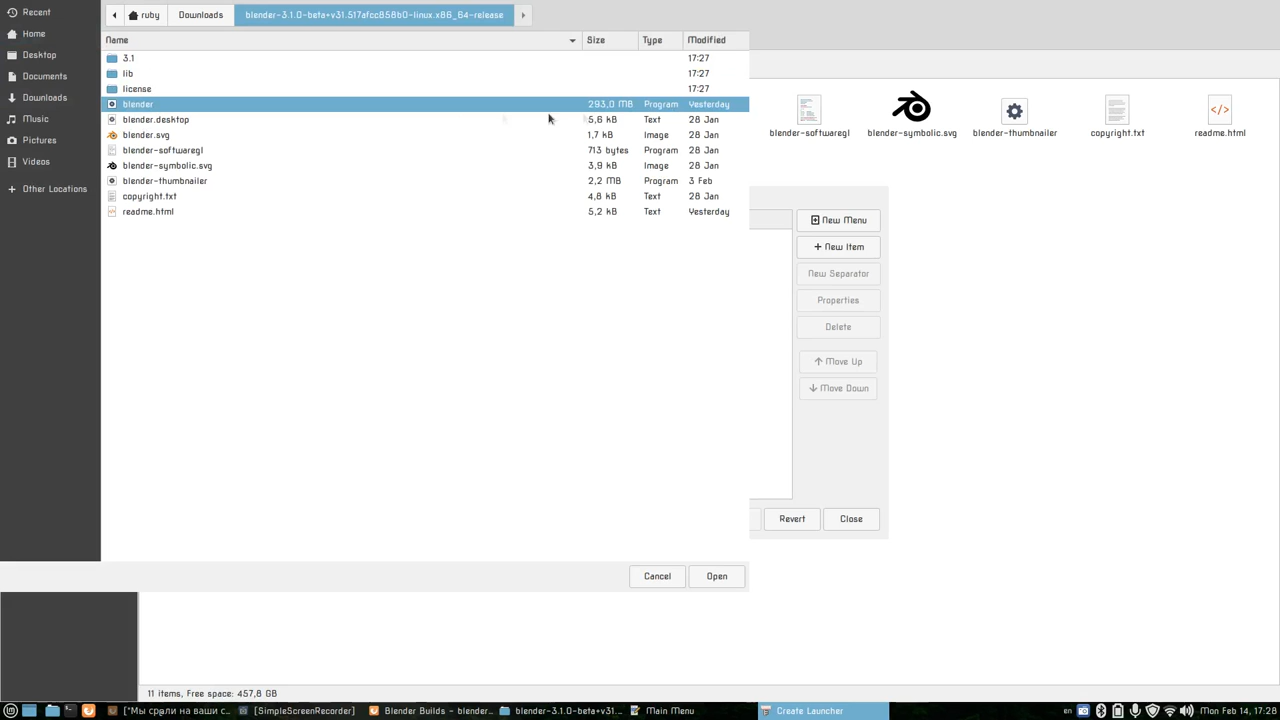 Recent
Home
Desktop
Documents
Downloads
Music
Pictures
Videos
Other Locations
ruby
Downloads
blender-3.1.0-beta+v31.517afcc858b0-linux.x86_64-release
Name Size Type Modified
3.1 17:27
lib 17:27
license 17:27
blender 293,0 MB Program Yesterday
blender.desktop 5,6 kB Text 28 Jan
blender.svg 1,7 kB Image 28 Jan
blender-softwaregl 713 bytes Program 28 Jan
blender-symbolic.svg 3,9 kB Image 28 Jan
blender-thumbnailer 2,2 MB Program 3 Feb
copyright.txt 4,8 kB Text 28 Jan
readme.html 5,2 kB Text Yesterday
Cancel Open
blender-softwaregl blender-symbolic.svg blender-thumbnailer copyright.txt readme.html
New Menu
New Item
New Separator
Properties
Delete
Move Up
Move Down
Revert Close
11 items, Free space: 457,8 GB
["Мы срали на ваши с... [SimpleScreenRecorder] Blender Builds – blender... blender-3.1.0-beta+v31.... Main Menu Create Launcher en Mon Feb 14, 17:28